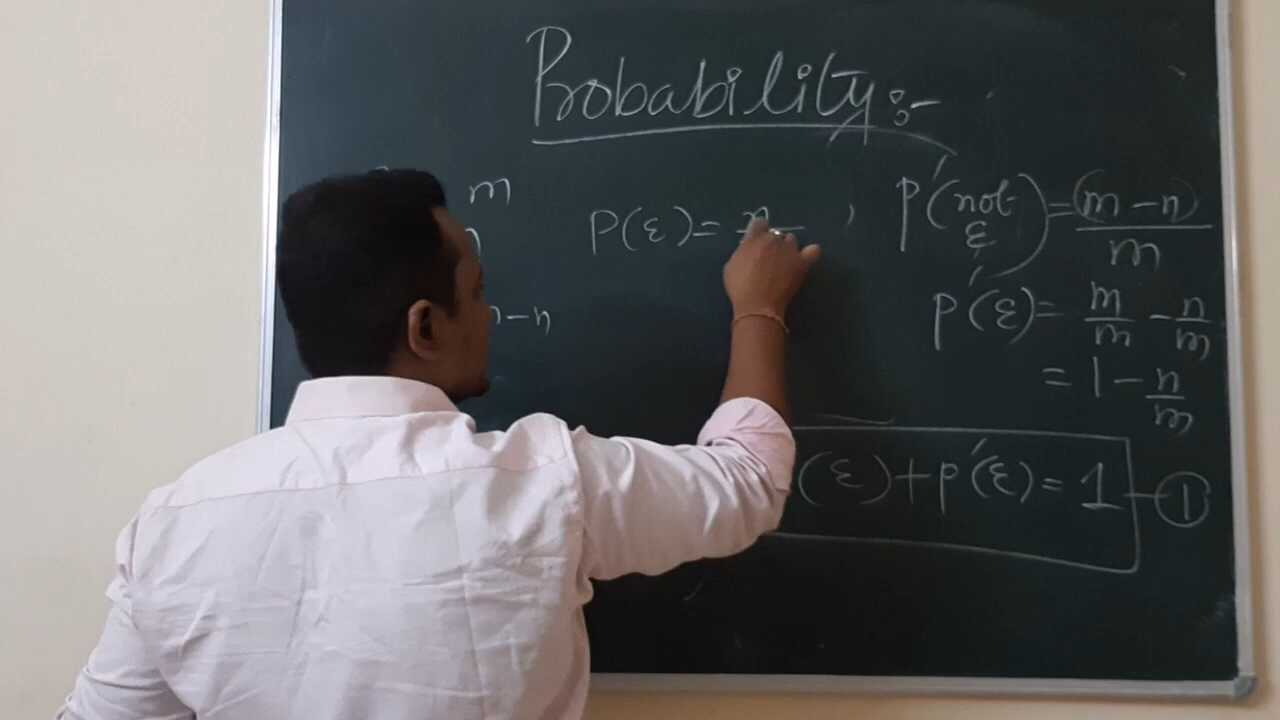 Probability :-
m
P(ε) = n
n
P'(not ε) = (m - n) / m
- n
P'(ε) = m/m - n/m
= 1 - n/m
(ε) + P'(ε) = 1 - ①